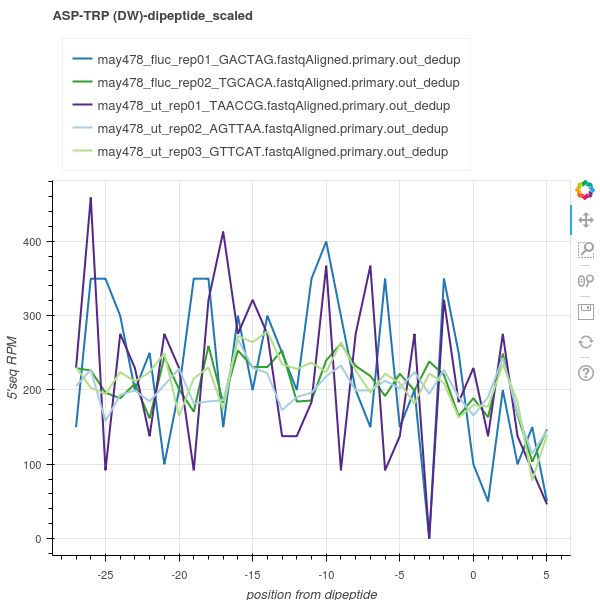 ASP-TRP (DW)-dipeptide_scaled
may478_fluc_rep01_GACTAG.fastqAligned.primary.out_dedup
may478_fluc_rep02_TGCACA.fastqAligned.primary.out_dedup
may478_ut_rep01_TAACCG.fastqAligned.primary.out_dedup
may478_ut_rep02_AGTTAA.fastqAligned.primary.out_dedup
may478_ut_rep03_GTTCAT.fastqAligned.primary.out_dedup
5'seq RPM
400
300
200
100
0
-25 -20 -15 -10 -5 0 5
position from dipeptide